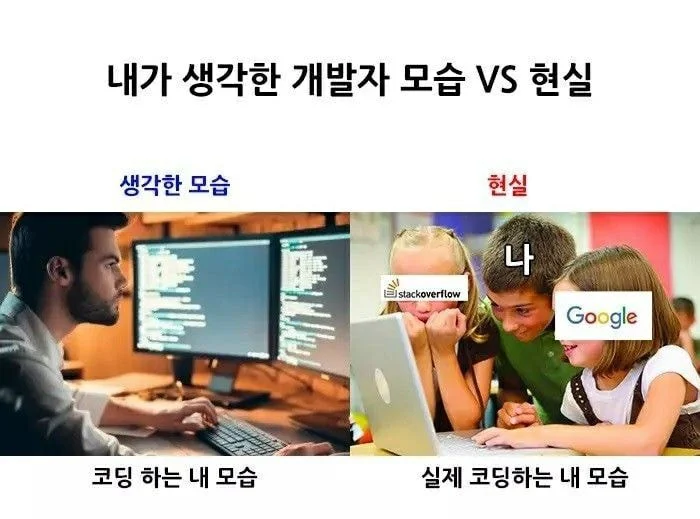 내가 생각한 개발자 모습 VS 현실
생각한 모습
현실
stackoverflow
나
Google
코딩 하는 내 모습
실제 코딩하는 내 모습